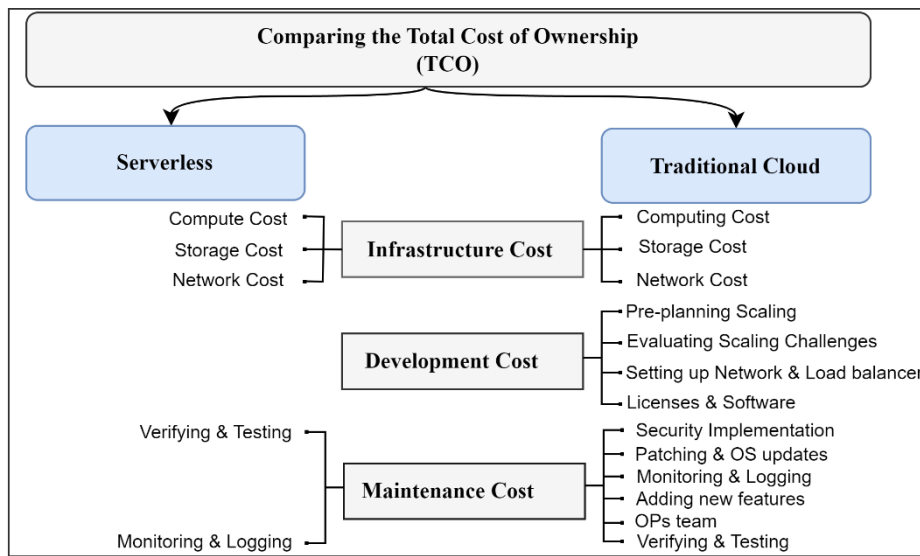 Comparing the Total Cost of Ownership
(TCO)
Serverless
Traditional Cloud
Compute Cost
Storage Cost
Network Cost
Infrastructure Cost
Computing Cost
Storage Cost
Network Cost
Development Cost
Pre-planning Scaling
Evaluating Scaling Challenges
Setting up Network & Load balancer
Licenses & Software
Verifying & Testing
Monitoring & Logging
Maintenance Cost
Security Implementation
Patching & OS updates
Monitoring & Logging
Adding new features
OPs team
Verifying & Testing